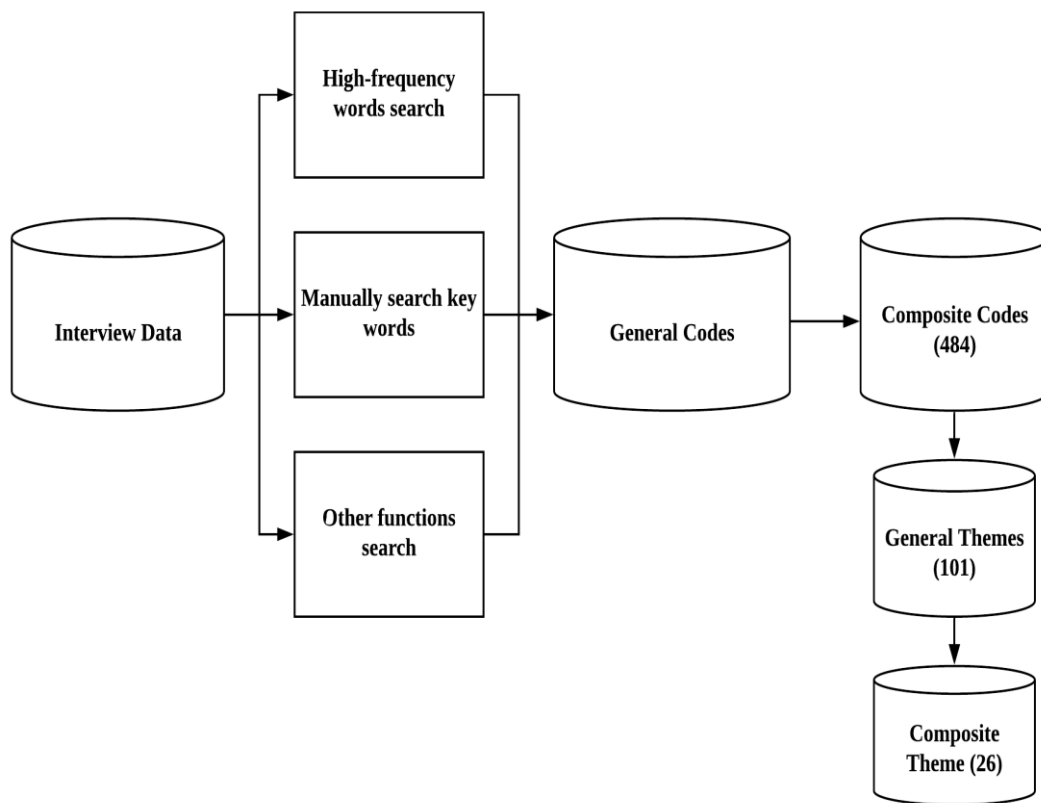 High-frequency
words search
Interview Data
Manually search key
words
General Codes
Composite Codes
(484)
Other functions
search
General Themes
(101)
Composite
Theme (26)